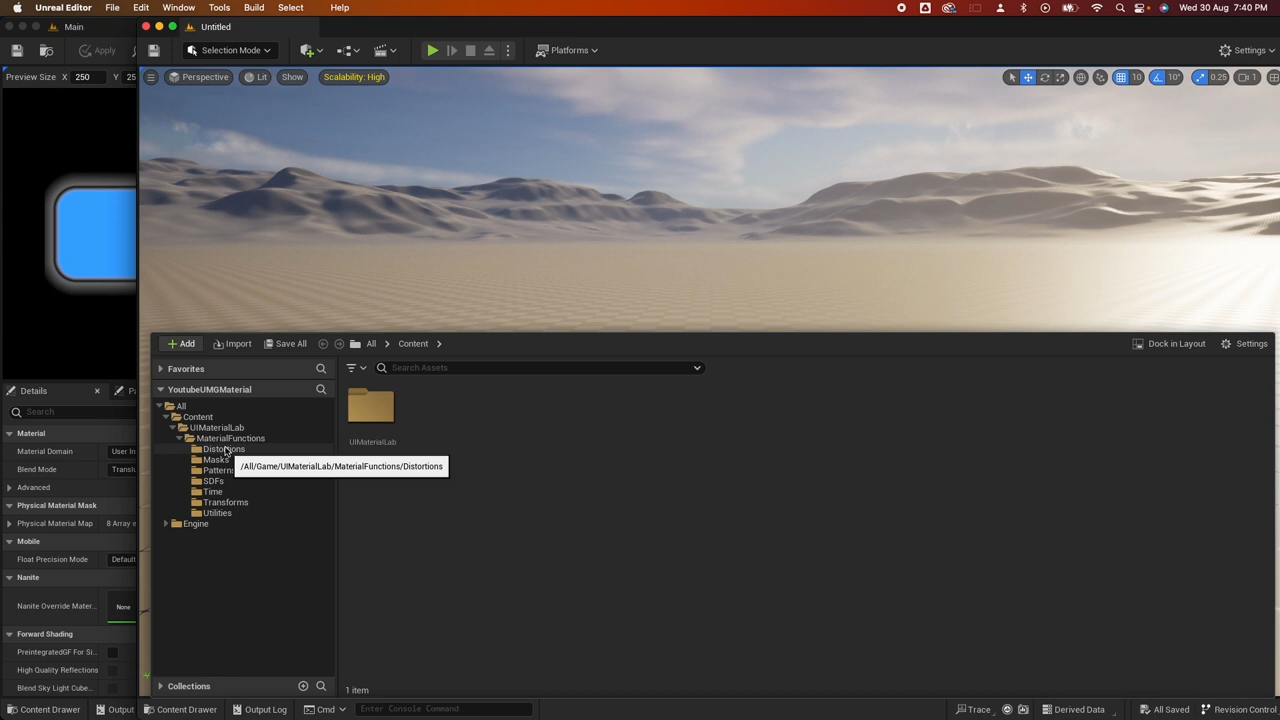 Unreal Editor File Edit Window Tools Build Select Help Wed 30 Aug 7:40 PM
Main Untitled
Apply Selection Mode Platforms Settings
Preview Size X 250 Y 25 Perspective Lit Show Scalability: High 10 10° 0.25 1
Add Import Save All All Content Dock in Layout Settings
Favorites Search Assets
Details
YoutubeUMGMaterial
Search
All
Content
UIMaterialLab
MaterialFunctions
Distortions
Masks
Patterns
SDFs
Time
Transforms
Utilities
Engine
/All/Game/UIMaterialLab/MaterialFunctions/Distortions
UIMaterialLab
Material
Material Domain User In
Blend Mode Transl
Advanced
Physical Material Mask
Physical Material Map 8 Array e
Mobile
Float Precision Mode Default
Nanite
Nanite Override Mater... None
Forward Shading
PreintegratedGF For Si...
High Quality Reflections
Blend Sky Light Cube...
Collections 1 item
Content Drawer Output Content Drawer Output Log Cmd Enter Console Command Trace Derived Data All Saved Revision Control